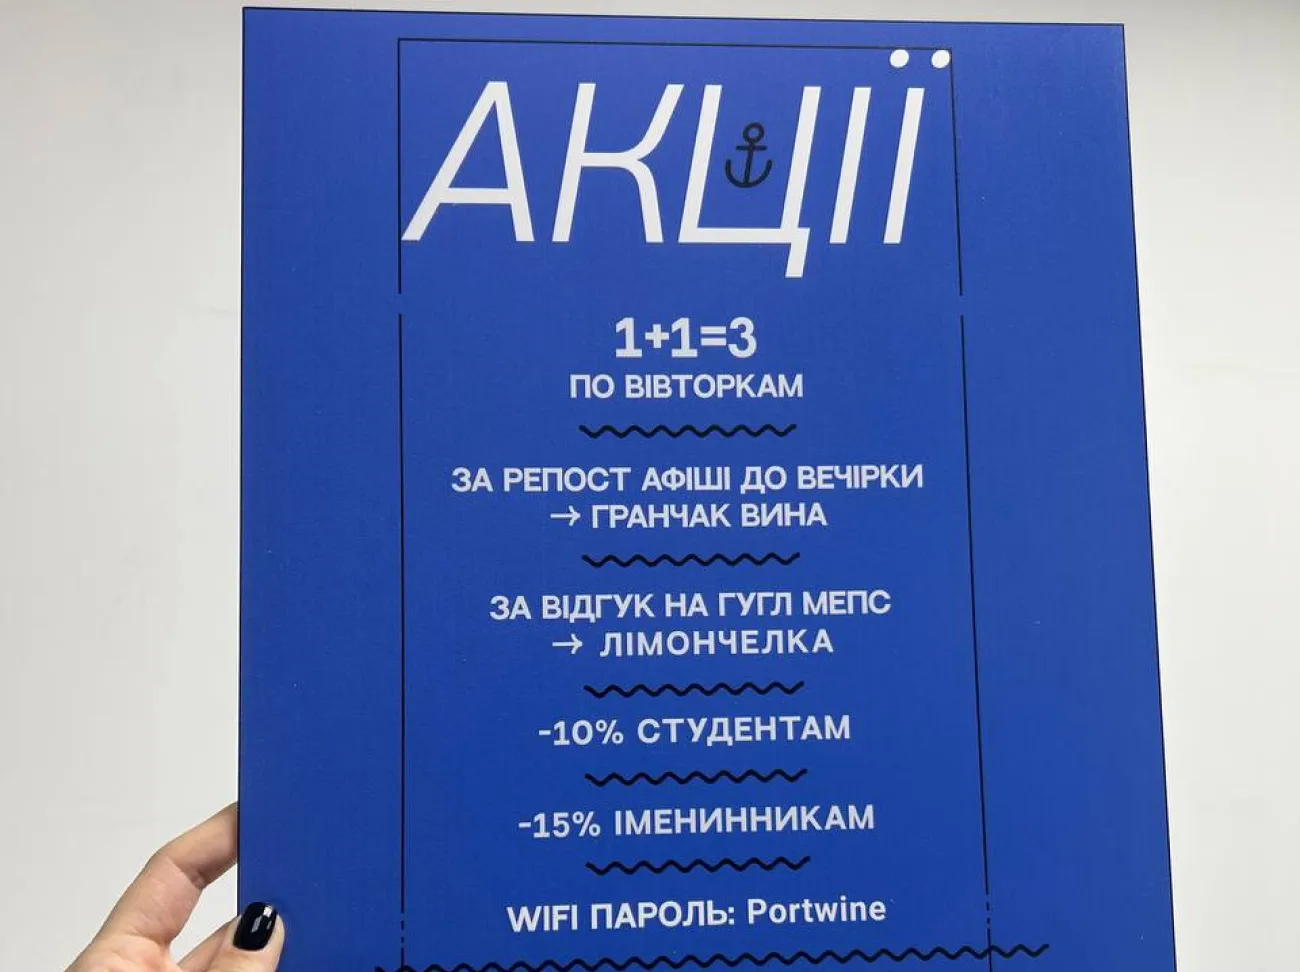 АКЦІЇ
1+1=3
ПО ВІВТОРКАМ
ЗА РЕПОСТ АФІШІ ДО ВЕЧІРКИ
→ ГРАНЧАК ВИНА
ЗА ВІДГУК НА ГУГЛ МЕПС
→ ЛІМОНЧЕЛКА
-10% СТУДЕНТАМ
-15% ІМЕНИННИКАМ
WIFI ПАРОЛЬ: Portwine